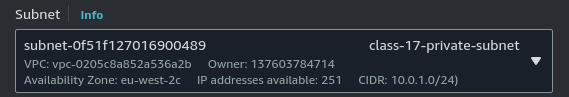 Subnet Info
subnet-0f51f127016900489 class-17-private-subnet
VPC: vpc-0205c8a852a536a2b Owner: 137603784714
Availability Zone: eu-west-2c IP addresses available: 251 CIDR: 10.0.1.0/24)